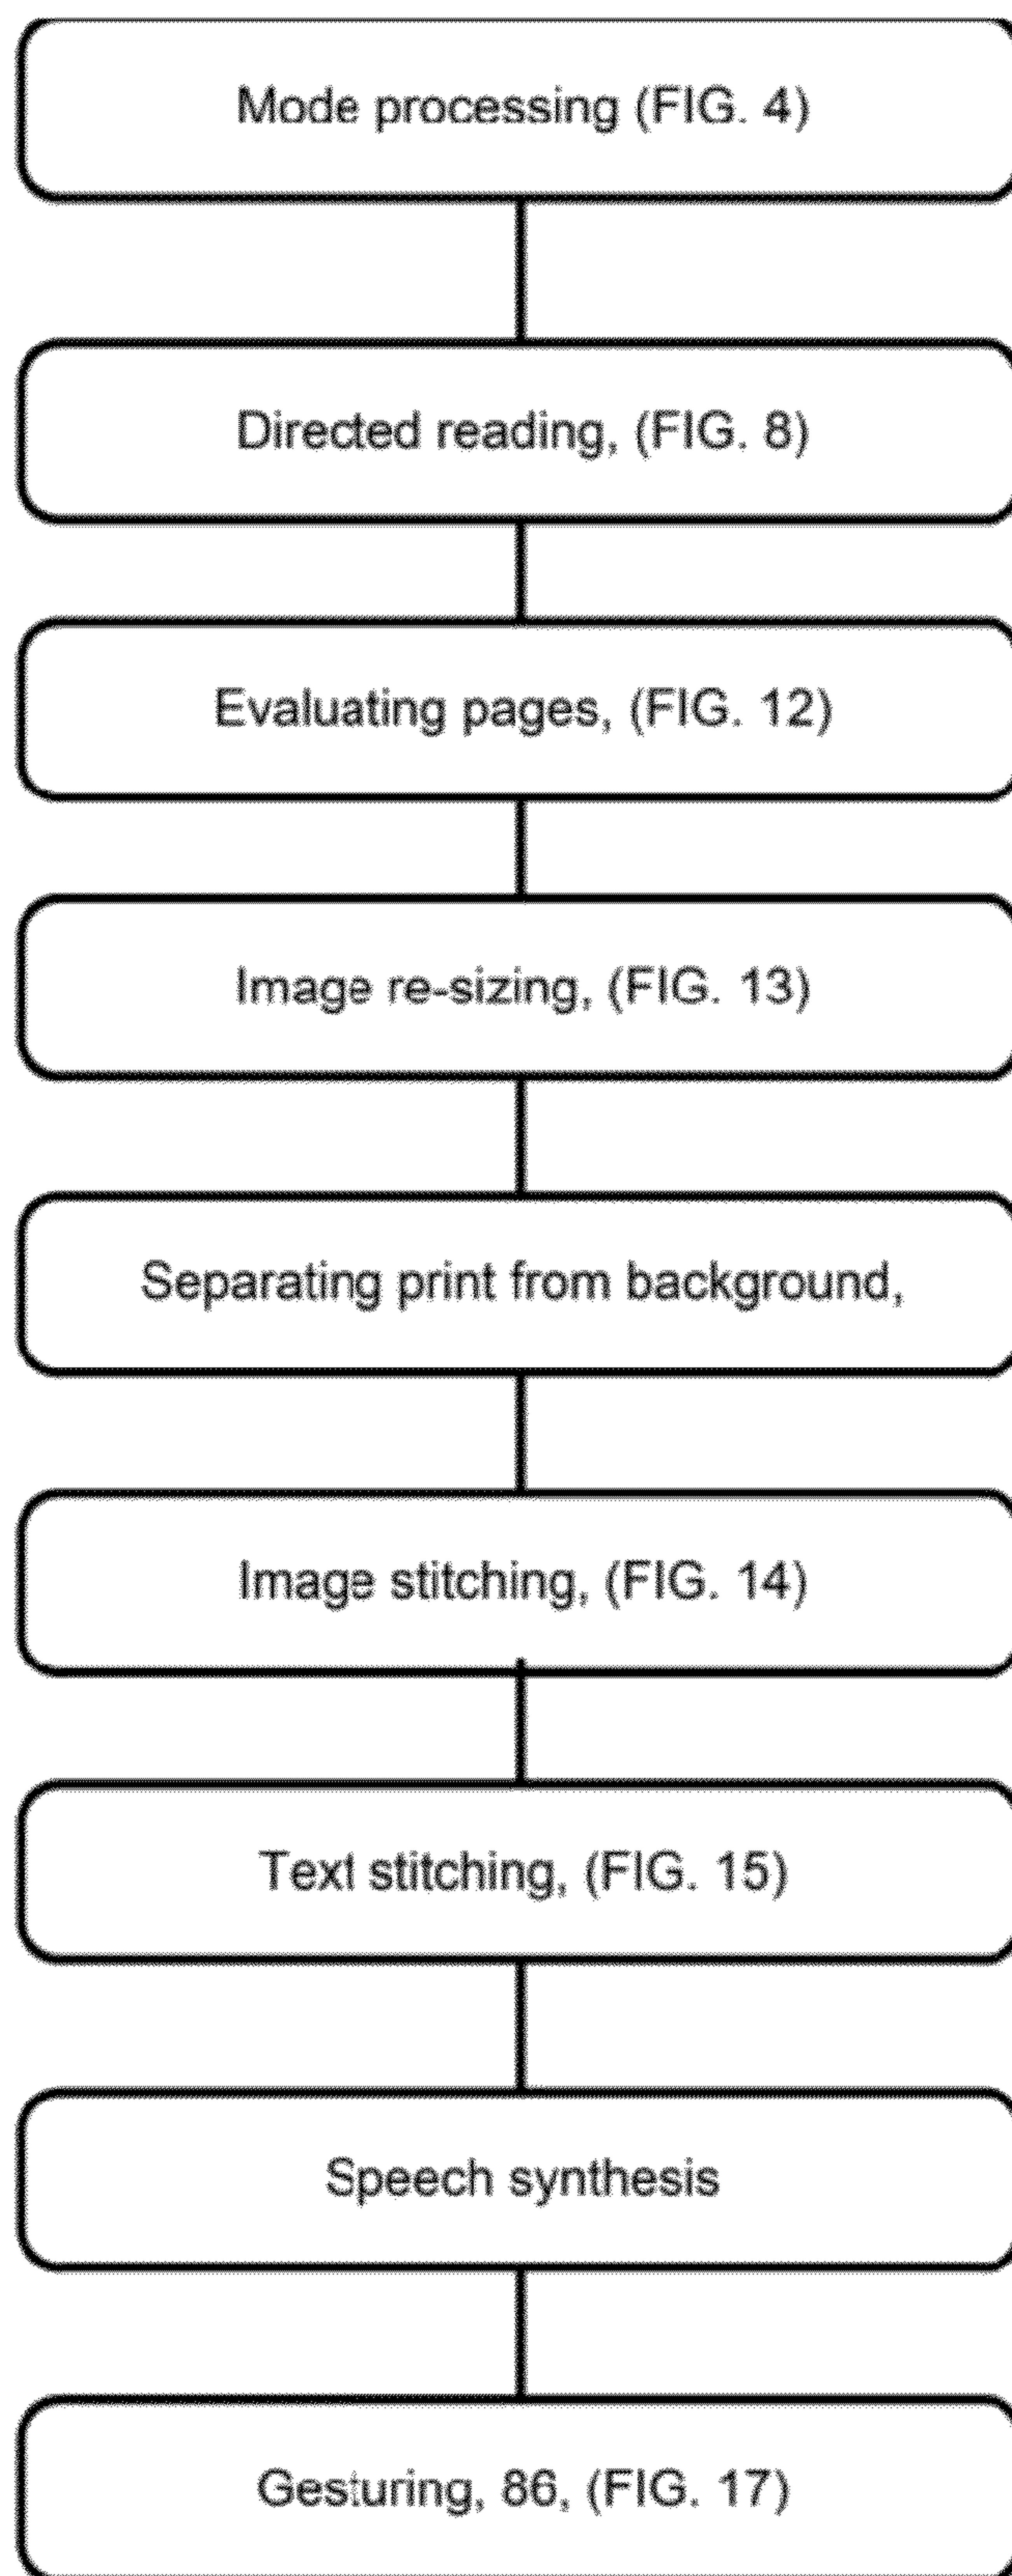 Mode processing (FIG. 4)
Directed reading, (FIG. 8)
Evaluating pages, (FIG. 12)
Image re-sizing, (FIG. 13)
Separating print from background,
Image stitching, (FIG. 14)
Text stitching, (FIG. 15)
Speech synthesis
Gesturing, 86, (FIG. 17)